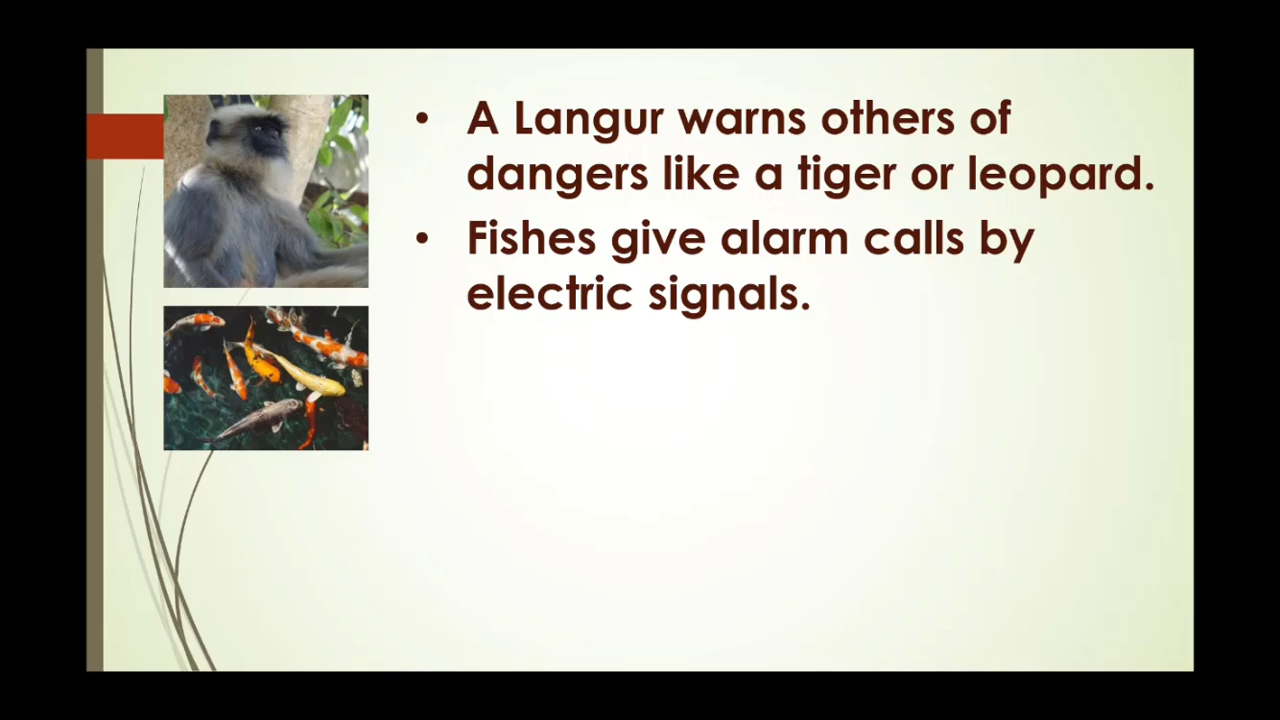 • A Langur warns others of
dangers like a tiger or leopard.
• Fishes give alarm calls by
electric signals.